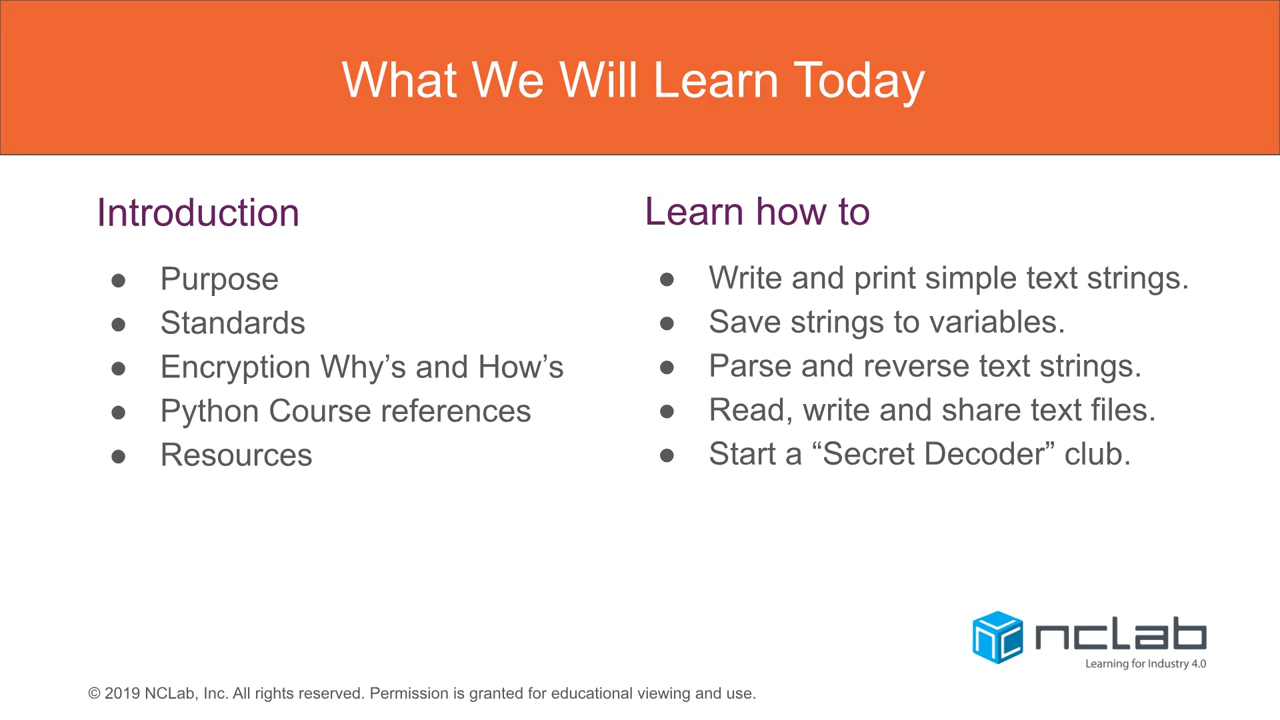 What We Will Learn Today
Introduction
● Purpose
● Standards
● Encryption Why’s and How’s
● Python Course references
● Resources
Learn how to
● Write and print simple text strings.
● Save strings to variables.
● Parse and reverse text strings.
● Read, write and share text files.
● Start a “Secret Decoder” club.
NC
nclab
Learning for Industry 4.0
© 2019 NCLab, Inc. All rights reserved. Permission is granted for educational viewing and use.